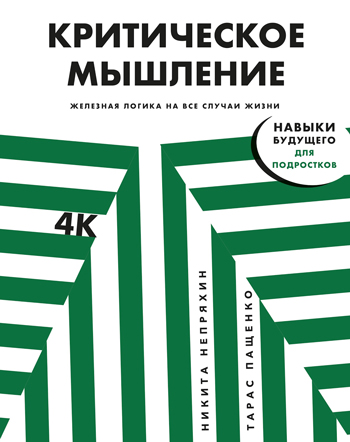 КРИТИЧЕСКОЕ
МЫШЛЕНИЕ
ЖЕЛЕЗНАЯ ЛОГИКА НА ВСЕ СЛУЧАИ ЖИЗНИ
НАВЫКИ
БУДУЩЕГО
ДЛЯ
ПОДРОСТКОВ
4К
НИКИТА НЕПРЯХИН
ТАРАС ПАЩЕНКО